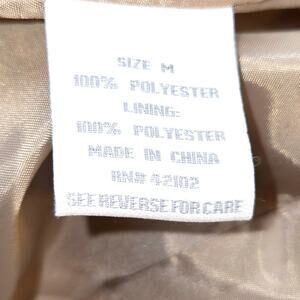 SIZE M
100% POLYESTER
LINING:
100% POLYESTER
MADE IN CHINA
RN# 42102
SEE REVERSE FOR CARE